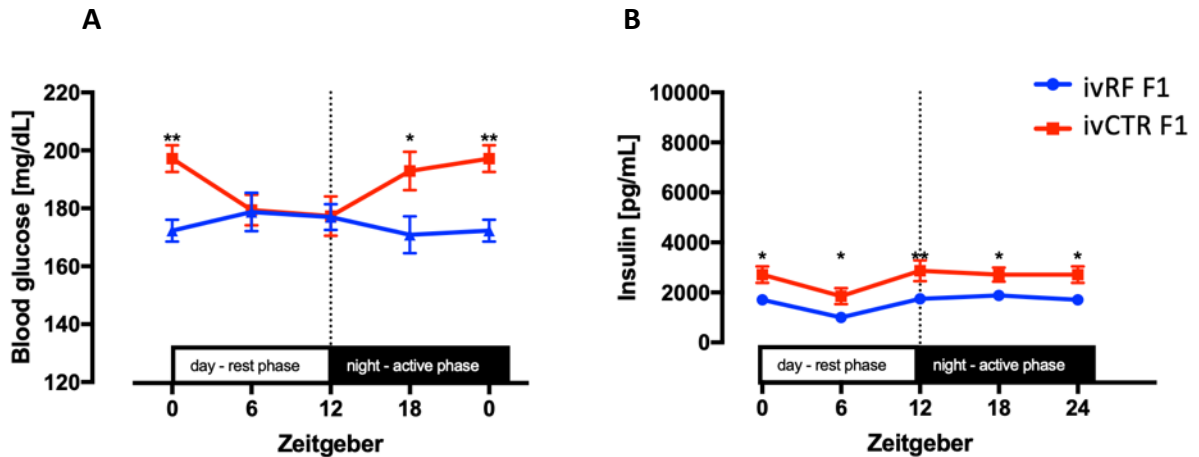 A
Blood glucose [mg/dL]
220
200
180
160
140
120
**
*
**
day - rest phase
night - active phase
0
6
12
18
0
Zeitgeber
B
Insulin [pg/mL]
10000
8000
6000
4000
2000
0
ivRF F1
ivCTR F1
*
*
**
*
*
day - rest phase
night - active phase
0
6
12
18
24
Zeitgeber